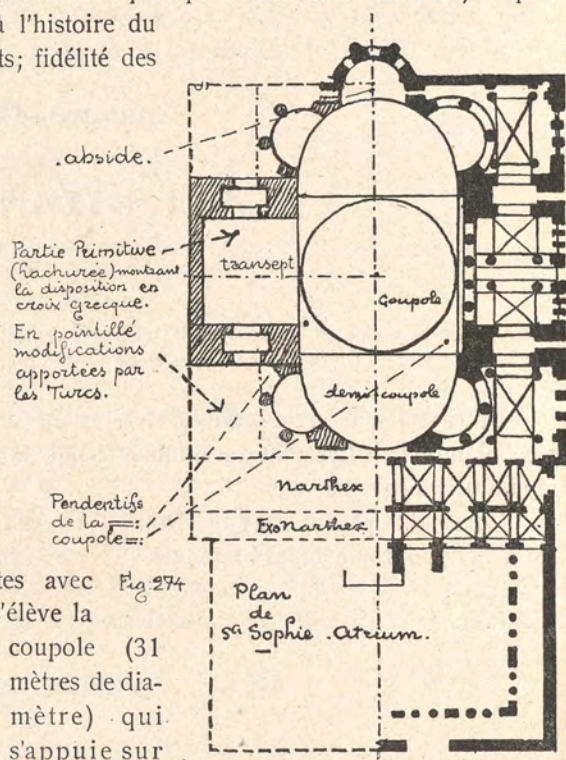 à l'histoire du
ts; fidélité des
abside.
Partie Primitive
(hachurée) montrant
la disposition en
croix grecque.
En pointillé
modifications
apportées par
les Turcs.
transept
Coupole
demi coupole
Pendentifs
de la
coupole
Narthex
Exonarthex
Plan
de
Ste Sophie . Atrium.
Fig. 274
tes avec
'élève la
coupole (31
mètres de dia-
mètre) qui
s'appuie sur